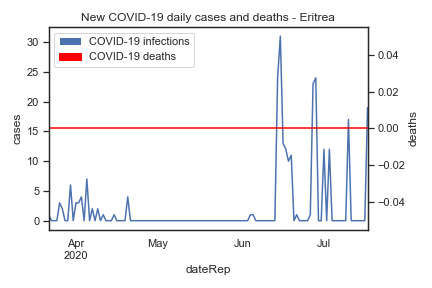 New COVID-19 daily cases and deaths - Eritrea
COVID-19 infections
COVID-19 deaths
30
25
20
15
10
5
0
cases
0.04
0.02
0.00
−0.02
−0.04
deaths
Apr
2020
May
Jun
Jul
dateRep